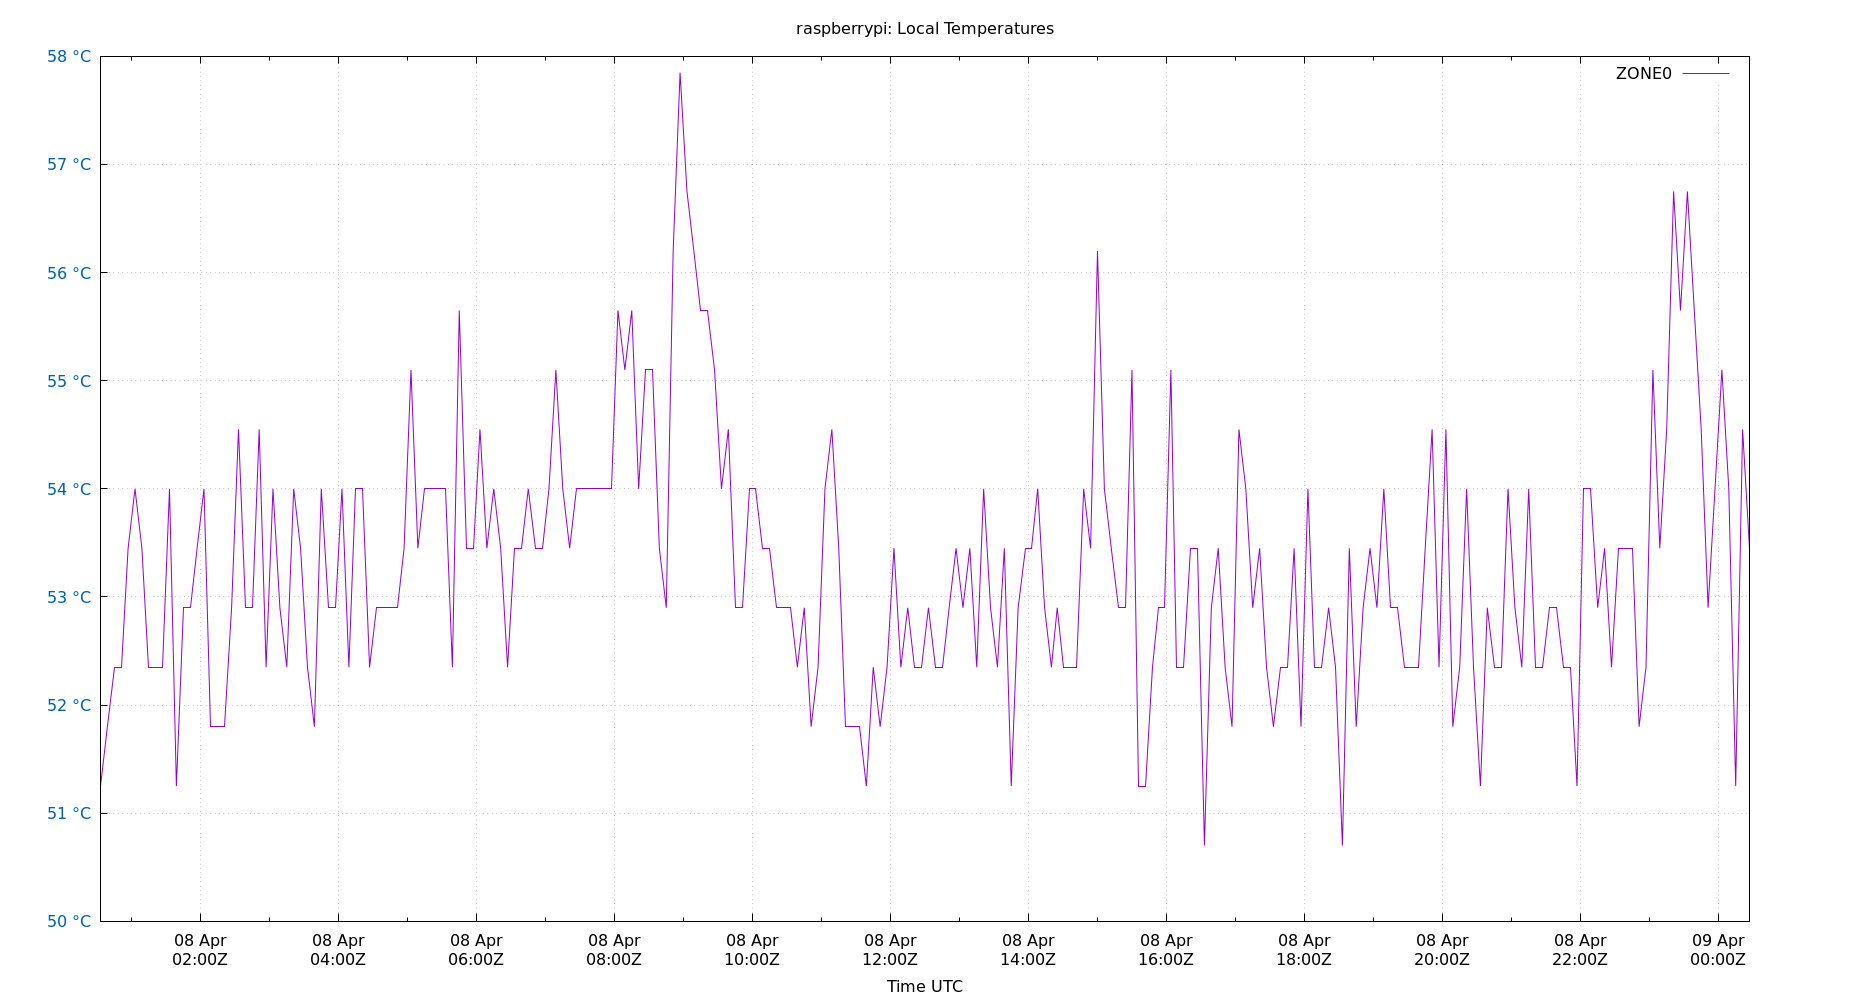 raspberrypi: Local Temperatures
58 °C
57 °C
56 °C
55 °C
54 °C
53 °C
52 °C
51 °C
50 °C
ZONE0
08 Apr 08 Apr 08 Apr 08 Apr 08 Apr 08 Apr 08 Apr 08 Apr 08 Apr 08 Apr 08 Apr 09 Apr
02:00Z 04:00Z 06:00Z 08:00Z 10:00Z 12:00Z 14:00Z 16:00Z 18:00Z 20:00Z 22:00Z 00:00Z
Time UTC